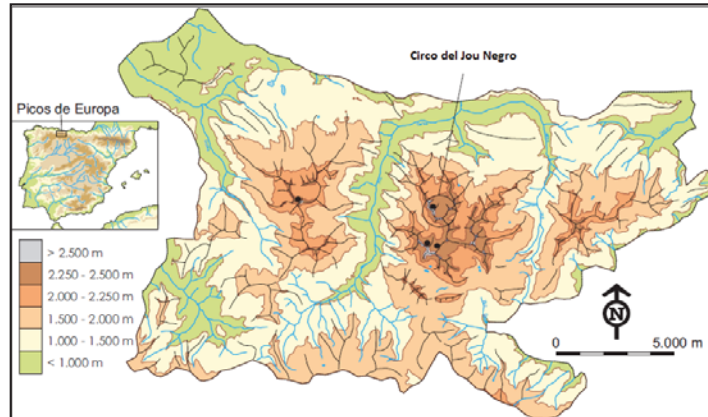 Circo del Jou Negro
Picos de Europa
> 2.500 m
2.250 - 2.500 m
2.000 - 2.250 m
1.500 - 2.000 m
1.000 - 1.500 m
< 1.000 m
N
0 5.000 m